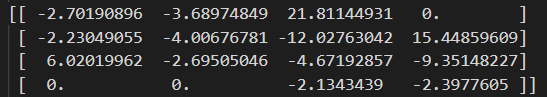 [[ -2.70190896 -3.68974849 21.81144931 0. ]
[ -2.23049055 -4.00676781 -12.02763042 15.44859609]
[ 6.02019962 -2.69505046 -4.67192857 -9.35148227]
[ 0. 0. -2.1343439 -2.3977605 ]]